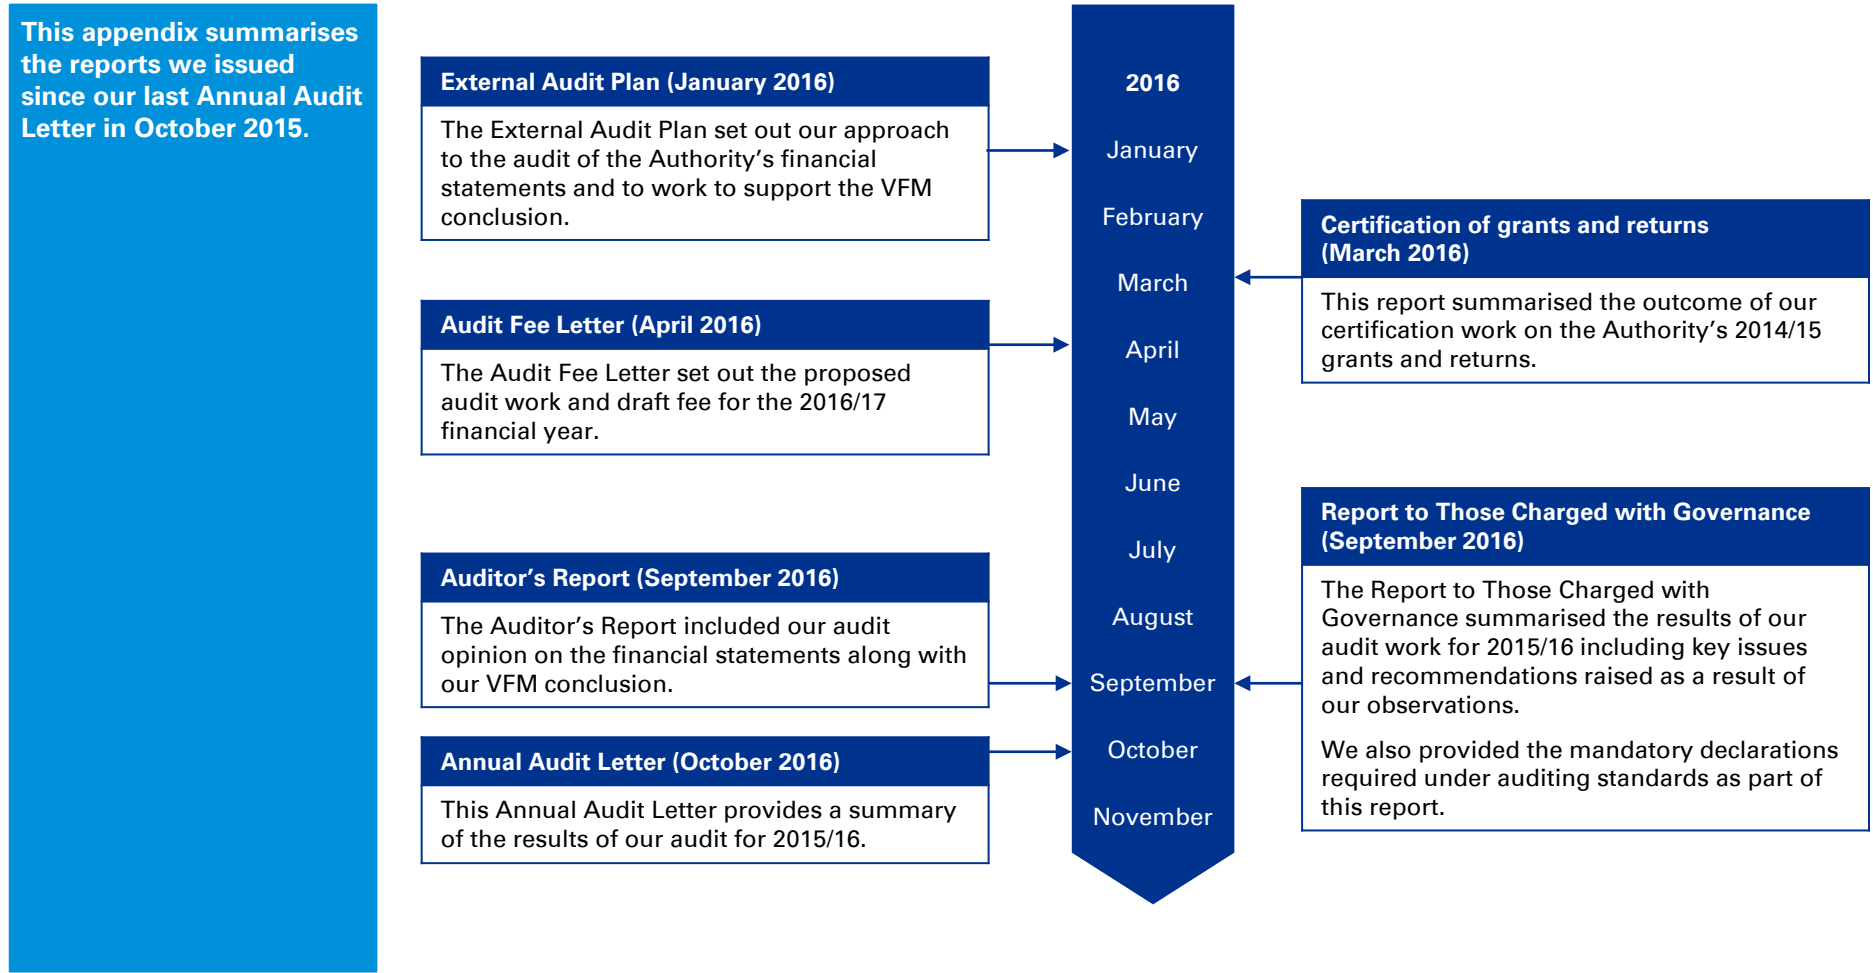 This appendix summarises
the reports we issued
since our last Annual Audit
Letter in October 2015.
External Audit Plan (January 2016)
The External Audit Plan set out our approach
to the audit of the Authority’s financial
statements and to work to support the VFM
conclusion.
Audit Fee Letter (April 2016)
The Audit Fee Letter set out the proposed
audit work and draft fee for the 2016/17
financial year.
Auditor’s Report (September 2016)
The Auditor’s Report included our audit
opinion on the financial statements along with
our VFM conclusion.
Annual Audit Letter (October 2016)
This Annual Audit Letter provides a summary
of the results of our audit for 2015/16.
2016
January
February
March
April
May
June
July
August
September
October
November
Certification of grants and returns
(March 2016)
This report summarised the outcome of our
certification work on the Authority’s 2014/15
grants and returns.
Report to Those Charged with Governance
(September 2016)
The Report to Those Charged with
Governance summarised the results of our
audit work for 2015/16 including key issues
and recommendations raised as a result of
our observations.
We also provided the mandatory declarations
required under auditing standards as part of
this report.